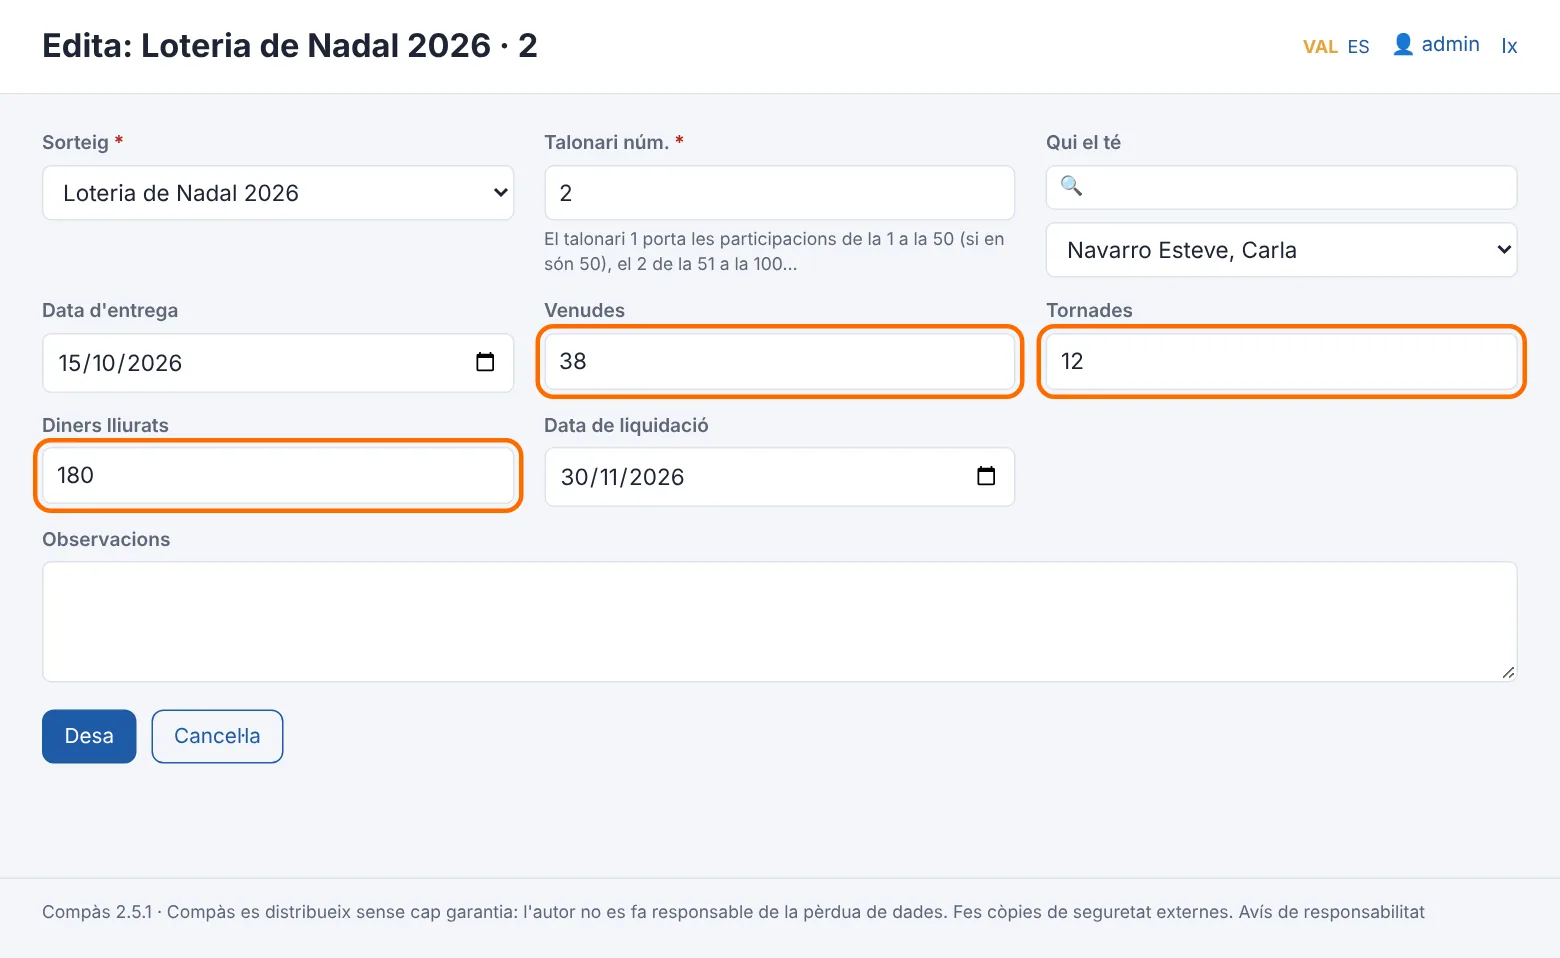 Edita: Loteria de Nadal 2026 · 2
VAL ES admin Ix
Sorteig *
Loteria de Nadal 2026
Talonari núm. *
2
El talonari 1 porta les participacions de la 1 a la 50 (si en
són 50), el 2 de la 51 a la 100...
Qui el té
Navarro Esteve, Carla
Data d'entrega
15/10/2026
Venudes
38
Tornades
12
Diners lliurats
180
Data de liquidació
30/11/2026
Observacions
Desa
Cancel·la
Compàs 2.5.1 · Compàs es distribueix sense cap garantia: l'autor no es fa responsable de la pèrdua de dades. Fes còpies de seguretat externes. Avís de responsabilitat